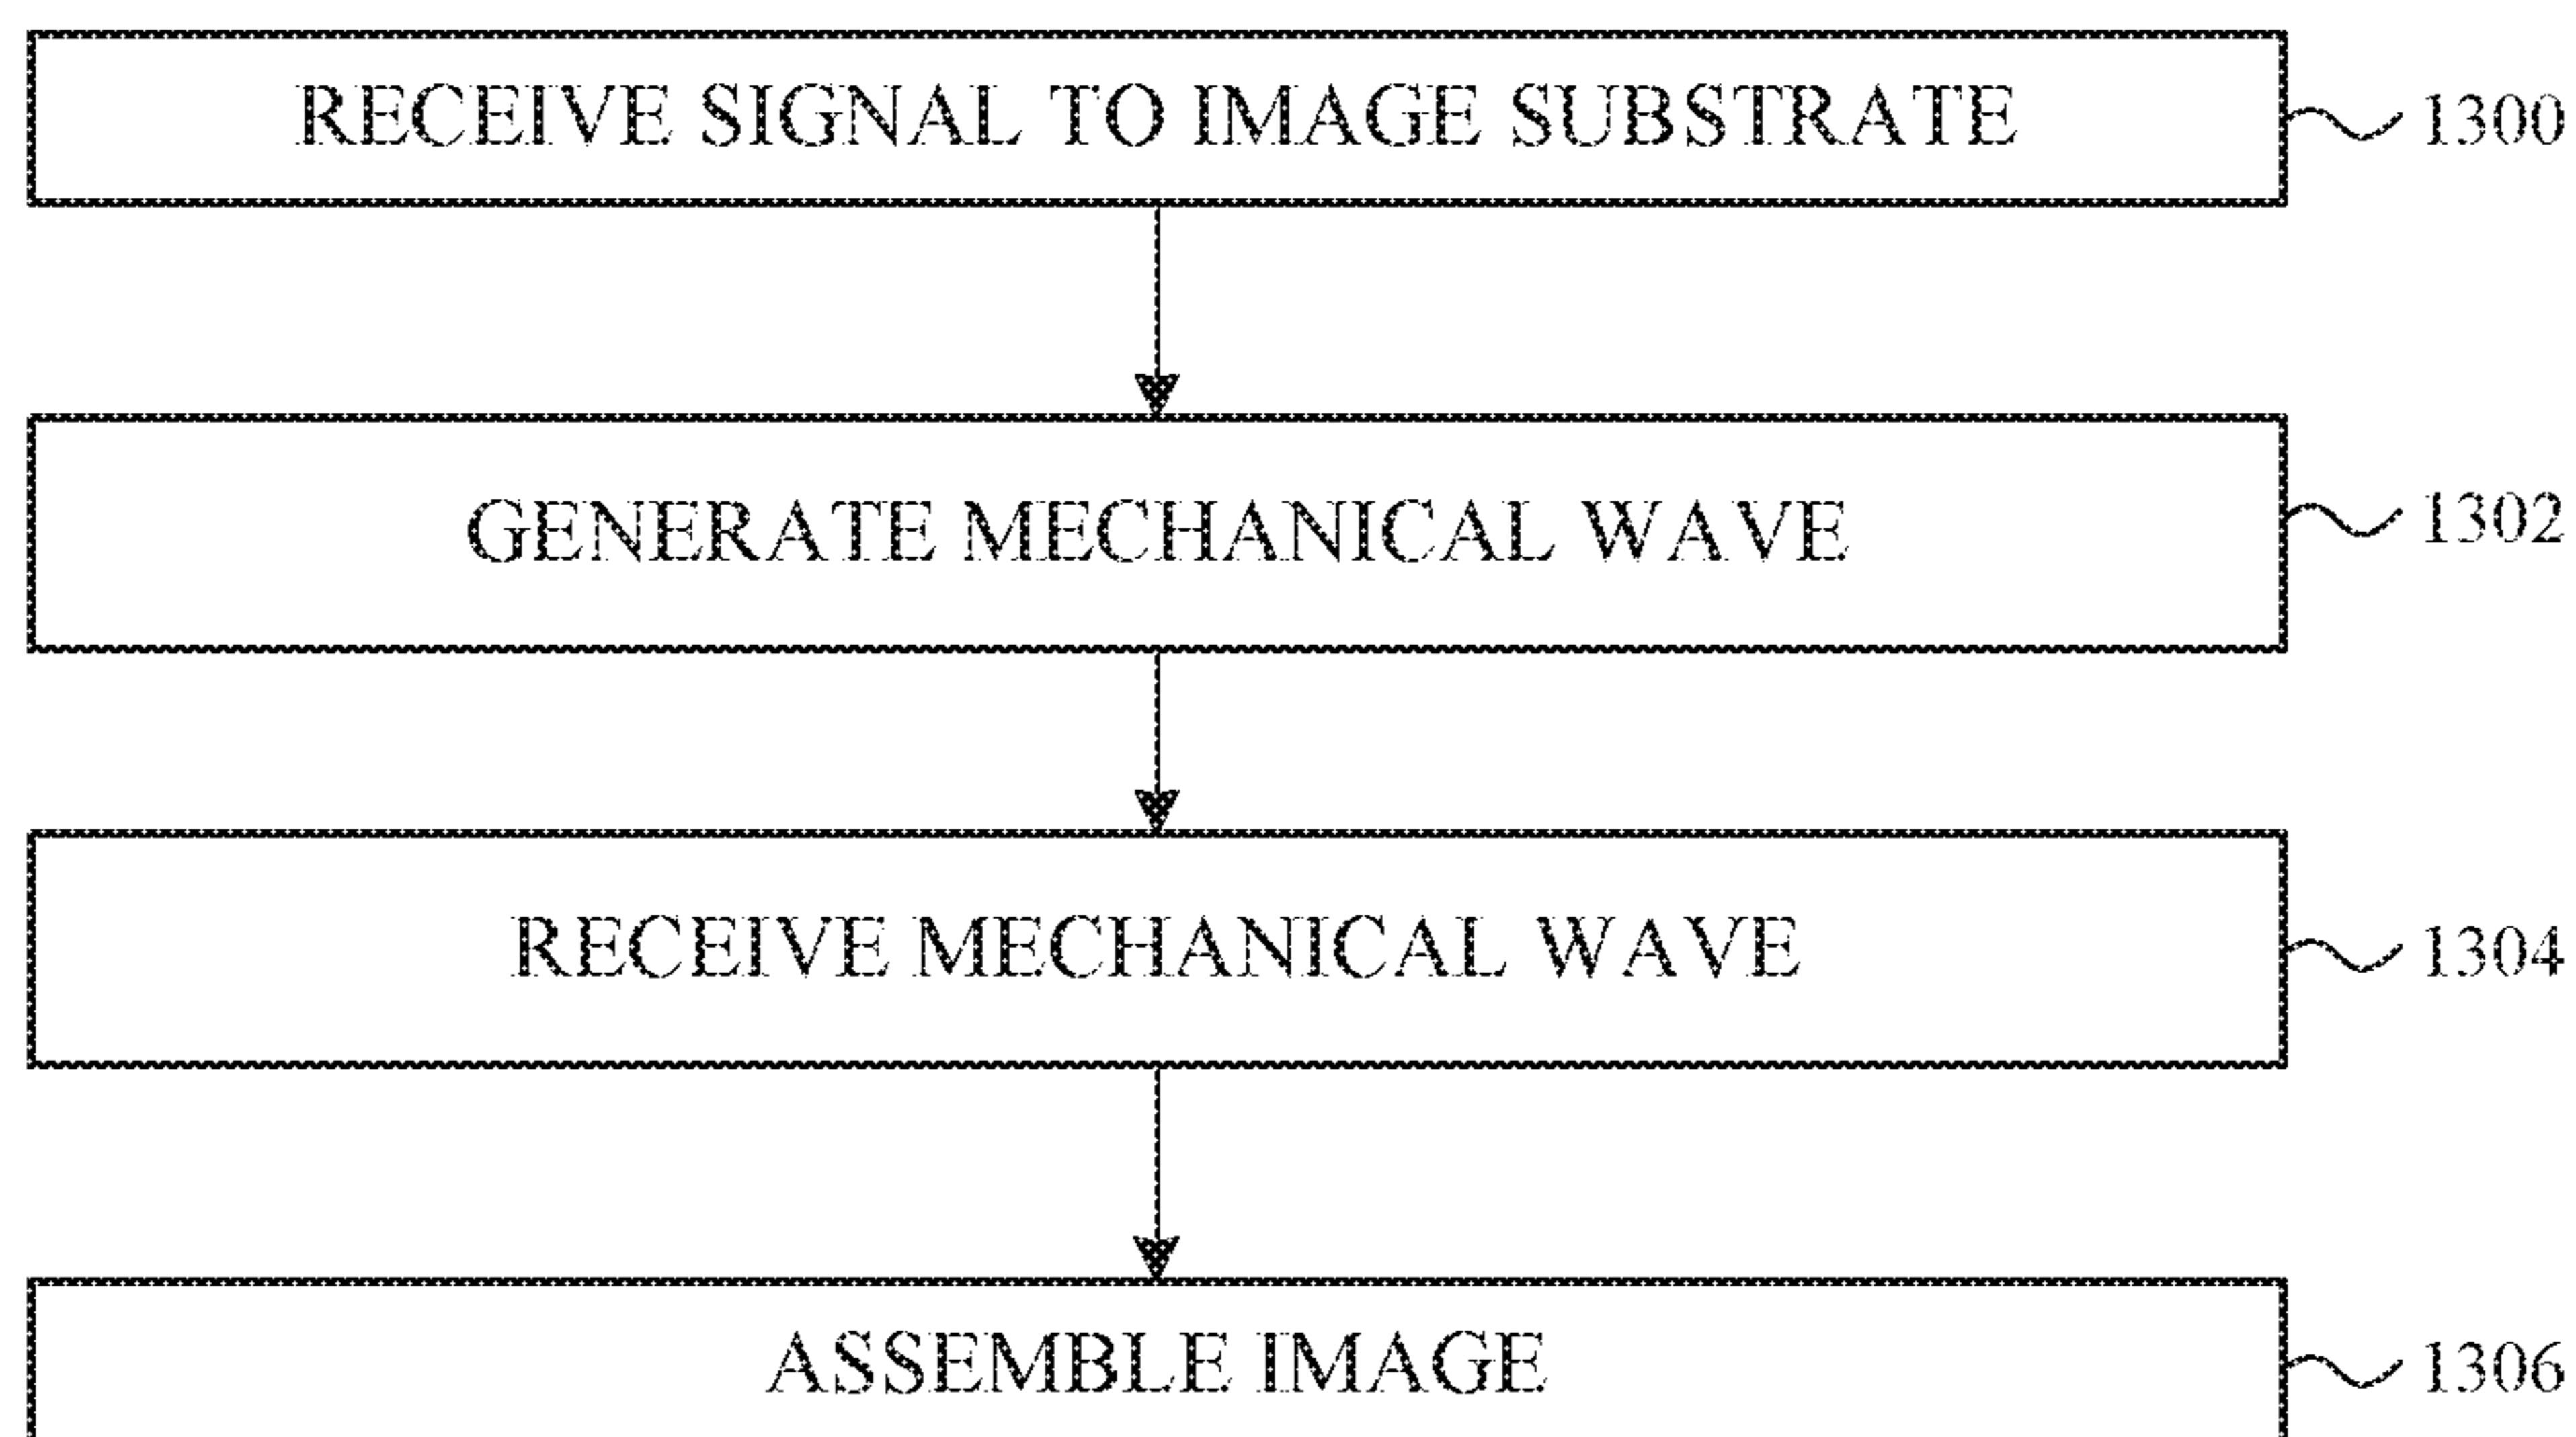 RECEIVE SIGNAL TO IMAGE SUBSTRATE 1300
GENERATE MECHANICAL WAVE 1302
RECEIVE MECHANICAL WAVE 1304
ASSEMBLE IMAGE 1306